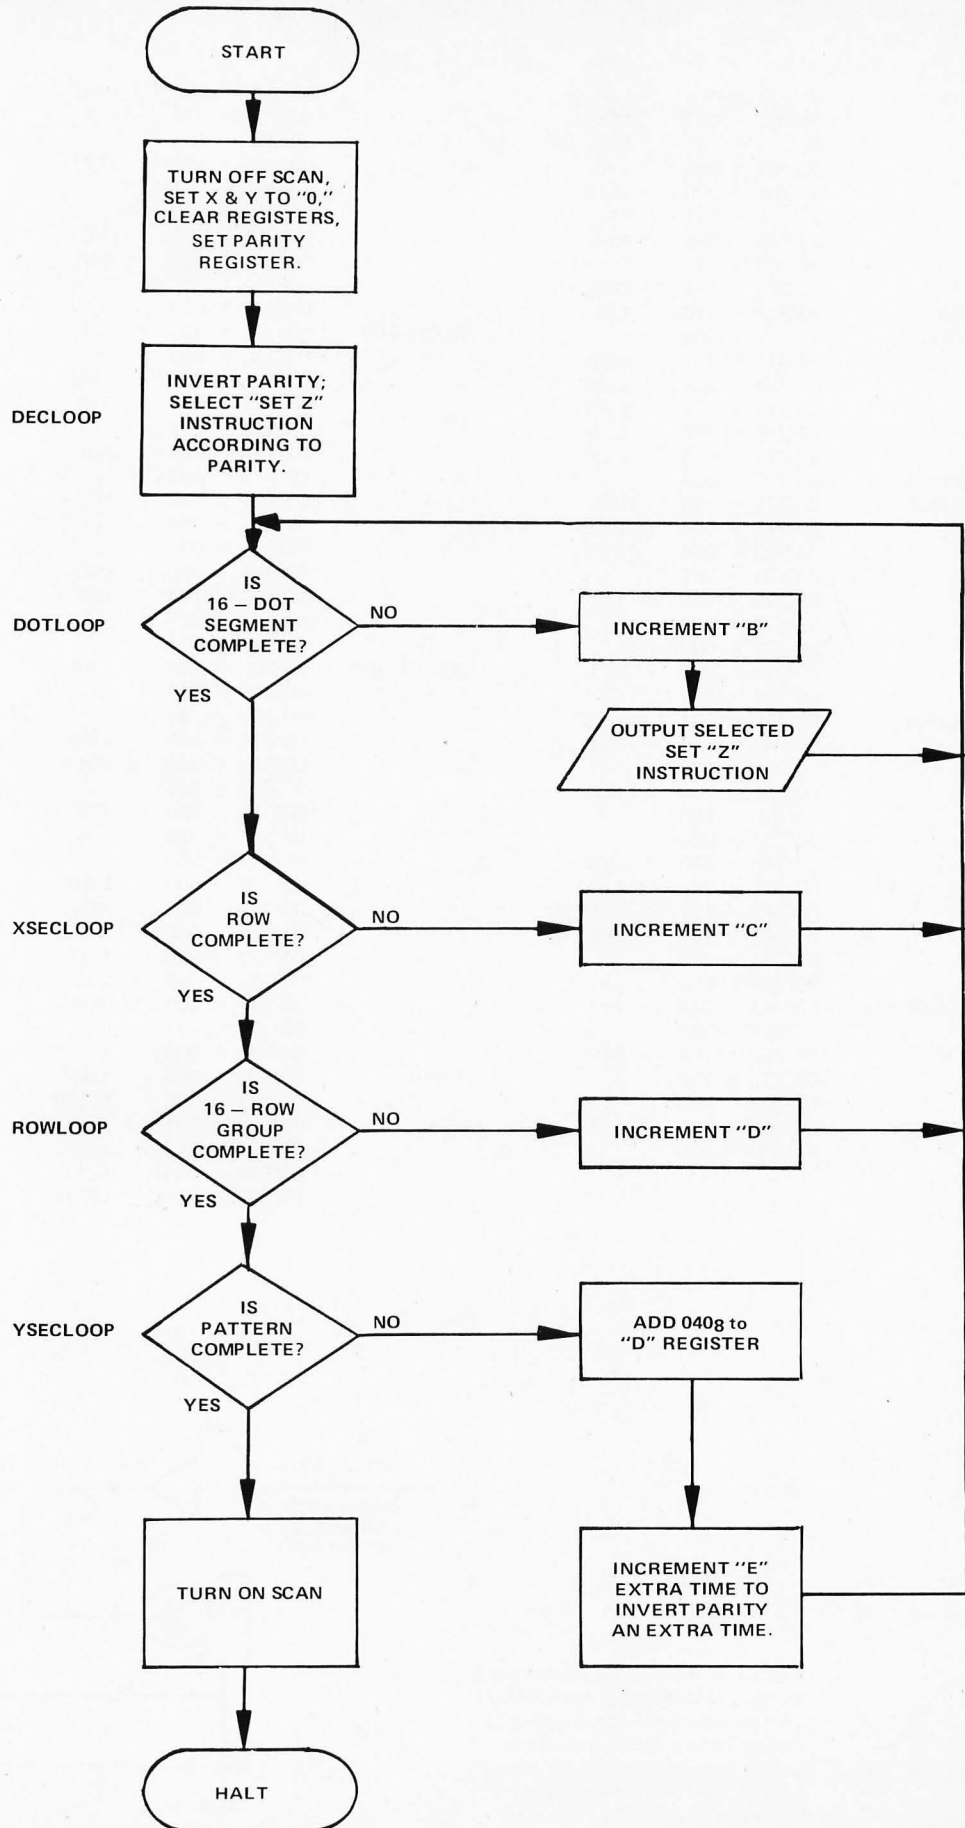 START
TURN OFF SCAN,
SET X & Y TO "0,"
CLEAR REGISTERS,
SET PARITY
REGISTER.
DECLOOP
INVERT PARITY;
SELECT "SET Z"
INSTRUCTION
ACCORDING TO
PARITY.
DOTLOOP
IS
16 – DOT
SEGMENT
COMPLETE?
NO
YES
INCREMENT "B"
OUTPUT SELECTED
SET "Z"
INSTRUCTION
XSECLOOP
IS
ROW
COMPLETE?
NO
YES
INCREMENT "C"
ROWLOOP
IS
16 – ROW
GROUP
COMPLETE?
NO
YES
INCREMENT "D"
YSECLOOP
IS
PATTERN
COMPLETE?
NO
YES
ADD 0408 to
"D" REGISTER
TURN ON SCAN
INCREMENT "E"
EXTRA TIME TO
INVERT PARITY
AN EXTRA TIME.
HALT